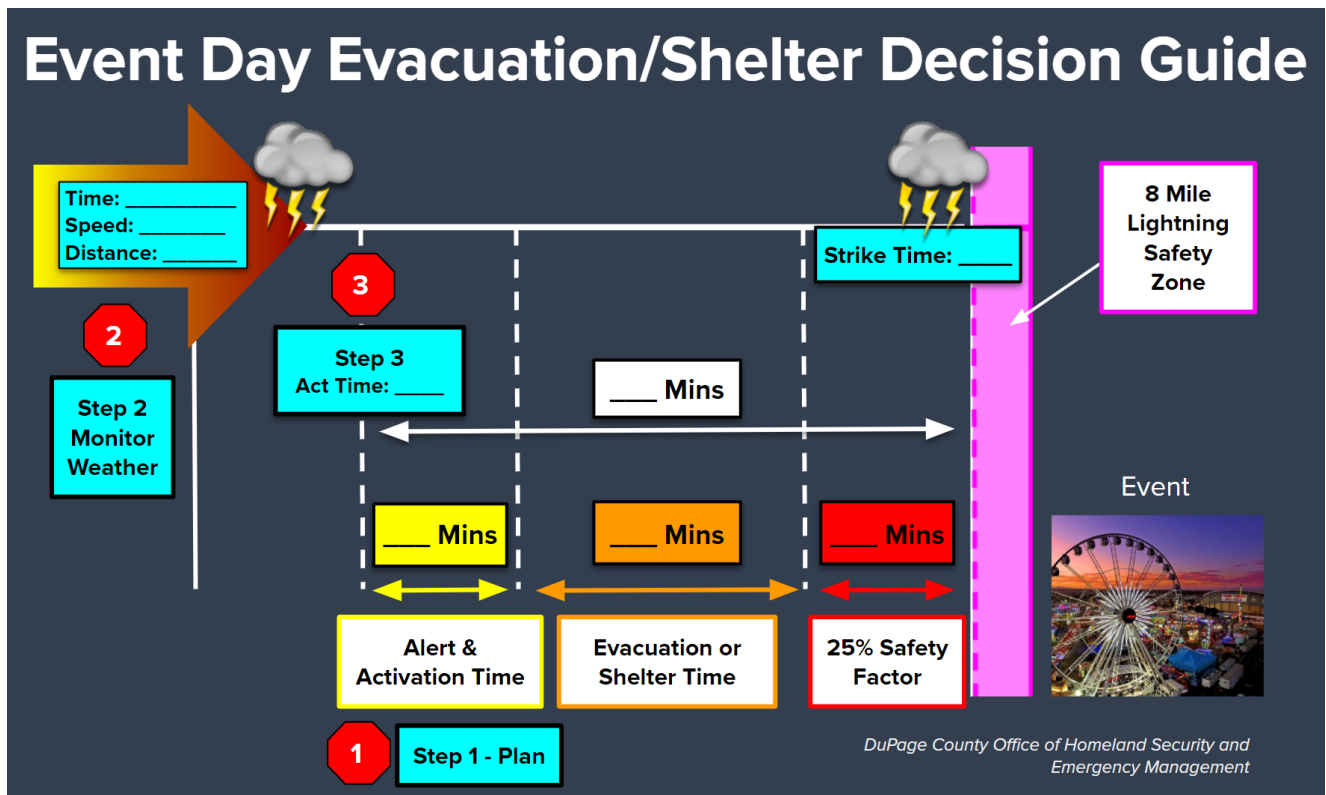 Event Day Evacuation/Shelter Decision Guide
Time: __________
Speed: ________
Distance: _______
Strike Time: ____
8 Mile
Lightning
Safety
Zone
3
2
Step 3
Act Time: ____
Step 2
Monitor
Weather
___ Mins
Event
___ Mins
___ Mins
___ Mins
Alert &
Activation Time
Evacuation or
Shelter Time
25% Safety
Factor
1
Step 1 - Plan
DuPage County Office of Homeland Security and
Emergency Management